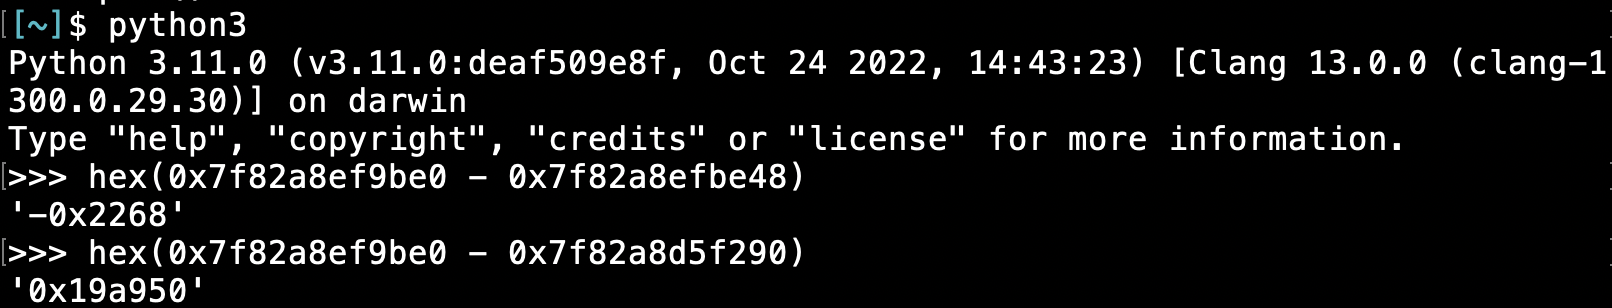 [[~]$ python3
Python 3.11.0 (v3.11.0:deaf509e8f, Oct 24 2022, 14:43:23) [Clang 13.0.0 (clang-1
300.0.29.30)] on darwin
Type "help", "copyright", "credits" or "license" for more information.
[>>> hex(0x7f82a8ef9be0 - 0x7f82a8efbe48)
'-0x2268'
[>>> hex(0x7f82a8ef9be0 - 0x7f82a8d5f290)
'0x19a950'